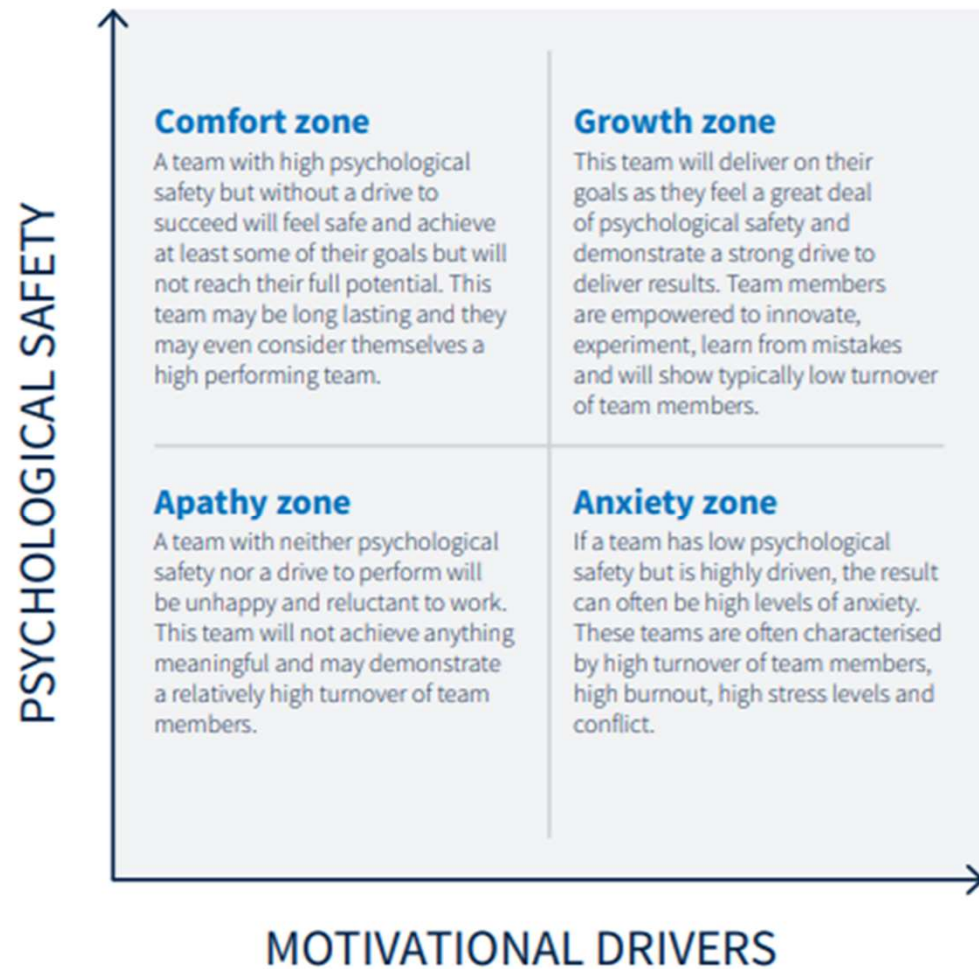 PSYCHOLOGICAL SAFETY
Comfort zone
A team with high psychological
safety but without a drive to
succeed will feel safe and achieve
at least some of their goals but will
not reach their full potential. This
team may be long lasting and they
may even consider themselves a
high performing team.
Growth zone
This team will deliver on their
goals as they feel a great deal
of psychological safety and
demonstrate a strong drive to
deliver results. Team members
are empowered to innovate,
experiment, learn from mistakes
and will show typically low turnover
of team members.
Apathy zone
A team with neither psychological
safety nor a drive to perform will
be unhappy and reluctant to work.
This team will not achieve anything
meaningful and may demonstrate
a relatively high turnover of team
members.
Anxiety zone
If a team has low psychological
safety but is highly driven, the result
can often be high levels of anxiety.
These teams are often characterised
by high turnover of team members,
high burnout, high stress levels and
conflict.
MOTIVATIONAL DRIVERS